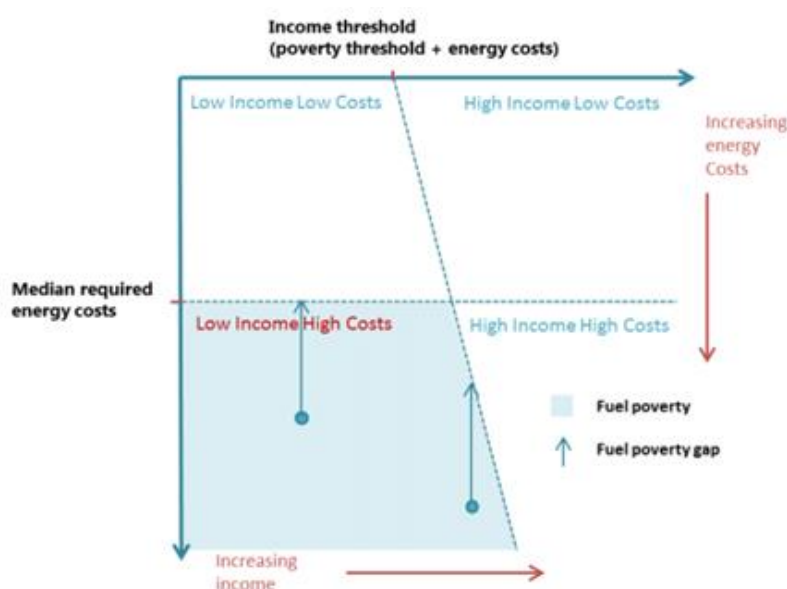 Income threshold
(poverty threshold + energy costs)
Low Income Low Costs
High Income Low Costs
Increasing
energy
Costs
Median required
energy costs
Low Income High Costs
High Income High Costs
Fuel poverty
Fuel poverty gap
Increasing
income